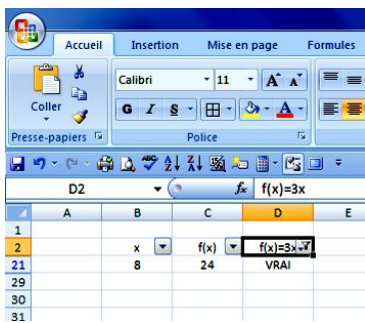 Accueil Insertion Mise en page Formules
Calibri 11 A A
Coller
G I S A
Presse-papiers Police
D2 fx f(x)=3x
A B C D E
1
2 x f(x) f(x)=3x
21 8 24 VRAI
29
30
31